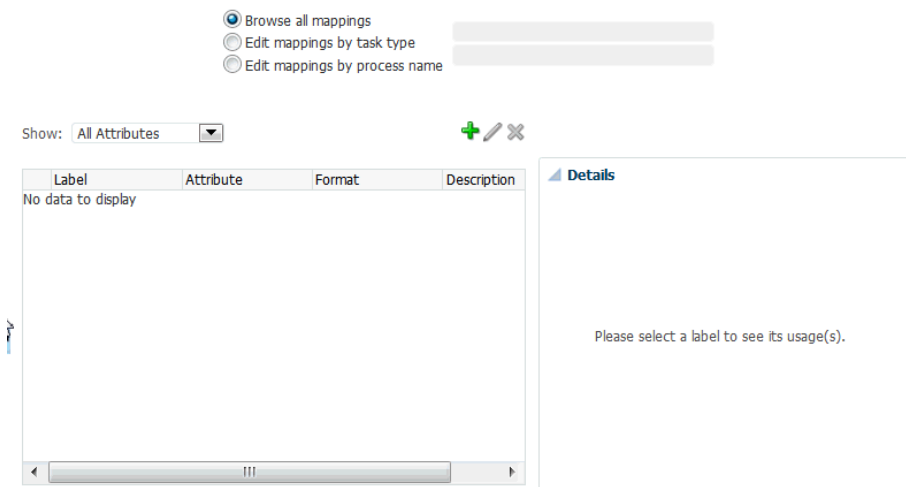 Browse all mappings
Edit mappings by task type
Edit mappings by process name
Show: All Attributes
Label Attribute Format Description
No data to display
Details
Please select a label to see its usage(s).